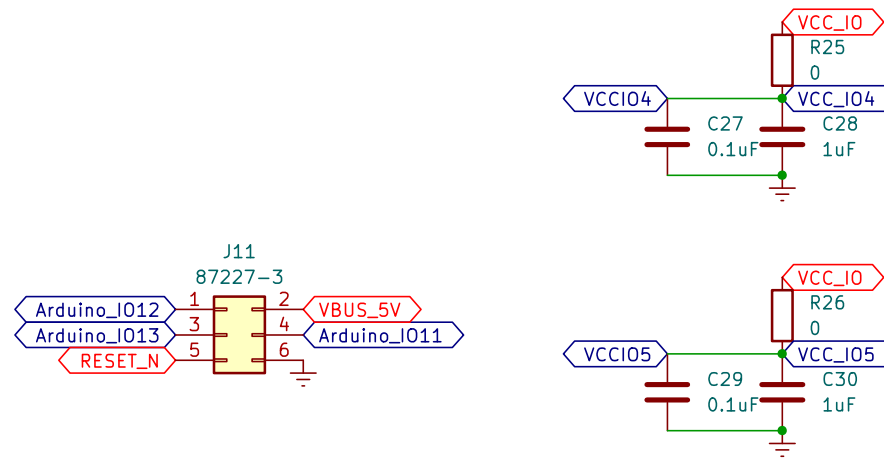 VCC_IO
R25
0
VCCIO4
VCC_IO4
C27
0.1uF
C28
1uF
J11
87227-3
Arduino_IO12
1
2
VBUS_5V
Arduino_IO13
3
4
Arduino_IO11
RESET_N
5
6
VCC_IO
R26
0
VCCIO5
VCC_IO5
C29
0.1uF
C30
1uF